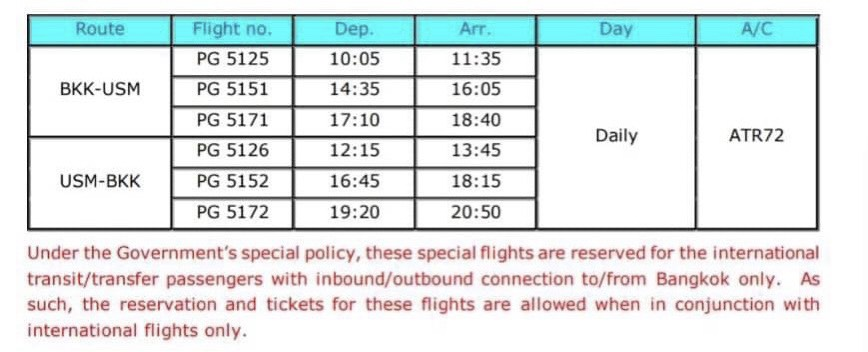 Route Flight no. Dep. Arr. Day A/C
BKK-USM PG 5125 10:05 11:35 Daily ATR72
PG 5151 14:35 16:05
PG 5171 17:10 18:40
USM-BKK PG 5126 12:15 13:45
PG 5152 16:45 18:15
PG 5172 19:20 20:50
Under the Government's special policy, these special flights are reserved for the international
transit/transfer passengers with inbound/outbound connection to/from Bangkok only. As
such, the reservation and tickets for these flights are allowed when in conjunction with
international flights only.